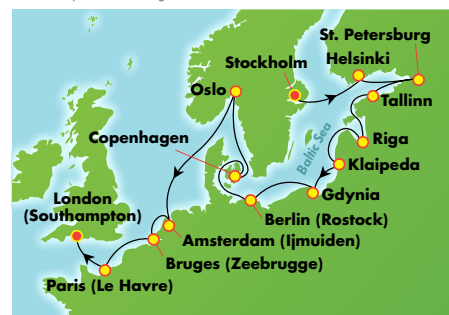 St. Petersburg
Stockholm
Helsinki
Oslo
Tallinn
Copenhagen
Baltic Sea
Riga
Klaipeda
London
(Southampton)
Gdynia
Berlin (Rostock)
Amsterdam (Ijmuiden)
Bruges (Zeebrugge)
Paris (Le Havre)